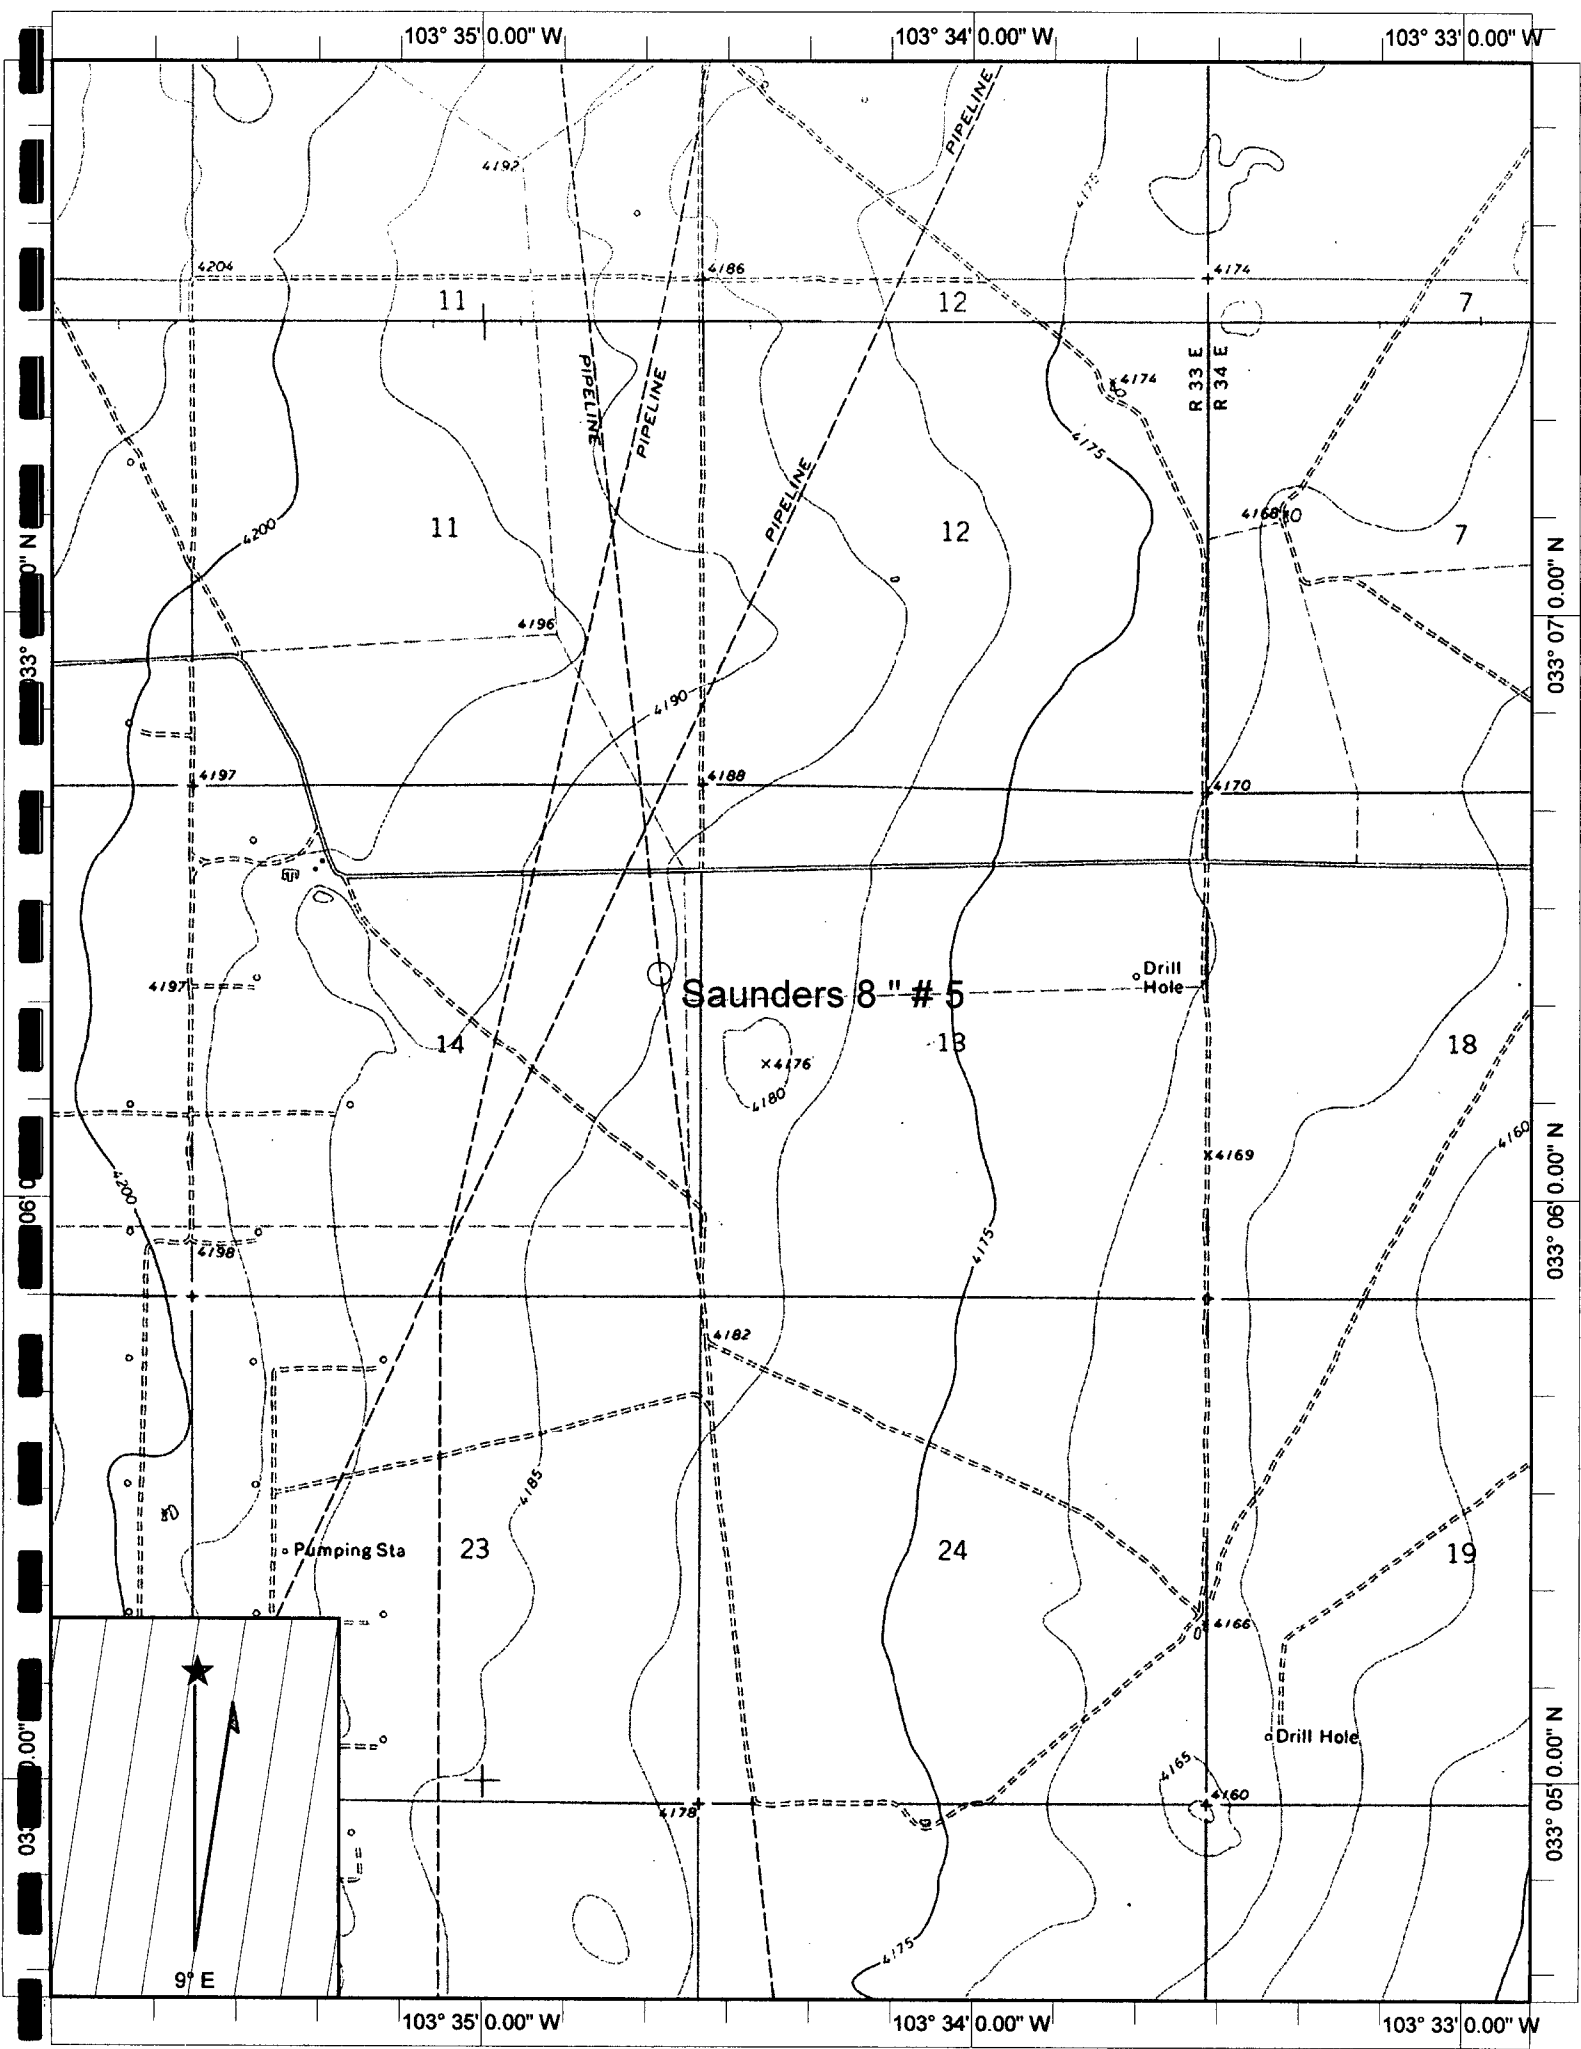 103° 35' 0.00" W
103° 34' 0.00" W
103° 33' 0.00" W
PIPELINE
4192
4175
4204
4186
4174
11
12
7
R 33 E
R 34 E
PIPELINE
PIPELINE
4174
4175
PIPELINE
4200
11
12
4168
7
033° 07' 0.00" N
4196
4190
4197
4188
4170
Saunders 8 " # 5
Drill
Hole
4197
14
13
18
4176
4180
4169
4160
4200
033° 06' 0.00" N
4198
4175
4182
4185
Pumping Sta
23
24
19
4166
Drill Hole
4165
4160
4178
033° 05' 0.00" N
4175
9° E
103° 35' 0.00" W
103° 34' 0.00" W
103° 33' 0.00" W